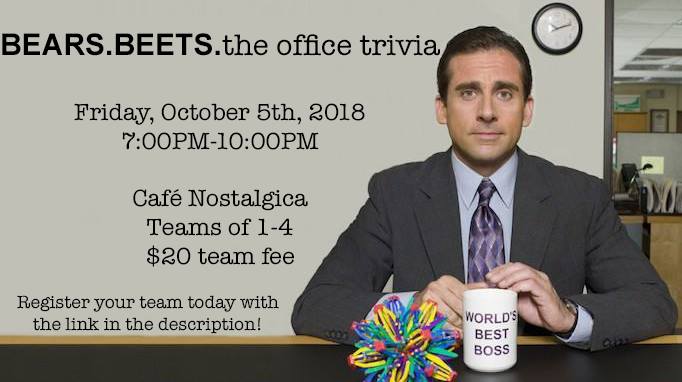 BEARS.BEETS.the office trivia
Friday, October 5th, 2018
7:00PM-10:00PM
Café Nostalgica
Teams of 1-4
$20 team fee
Register your team today with
the link in the description!
WORLD'S
BEST
BOSS